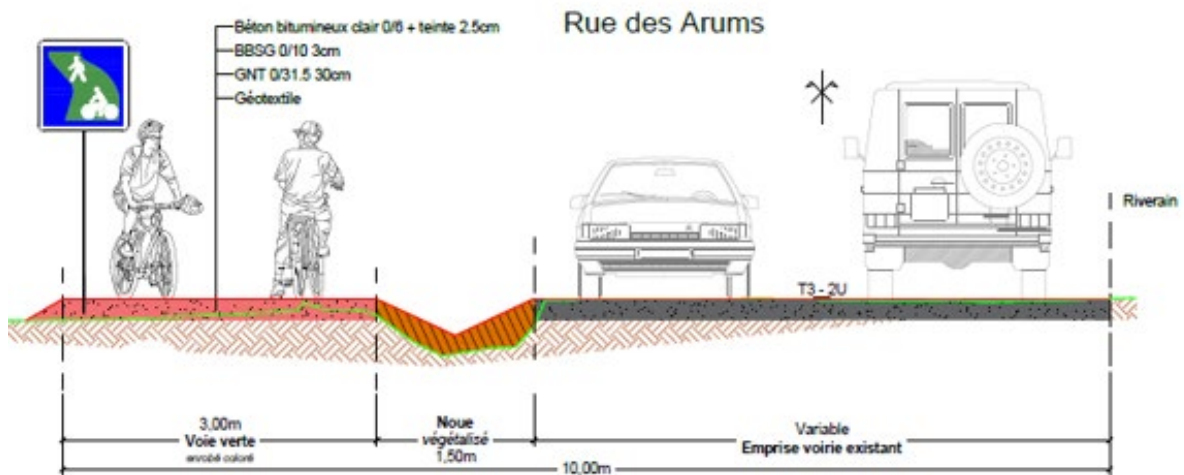 Rue des Arums
Béton bitumineux clair 0/6 + teinte 2.5cm
BBSG 0/10 3cm
GNT 0/31.5 30cm
Géotextile
Riverain
T3 - 2U
3,00m
Voie verte
enrobé coloré
Noue
végétalisé
1,50m
Variable
Emprise voirie existant
10,00m